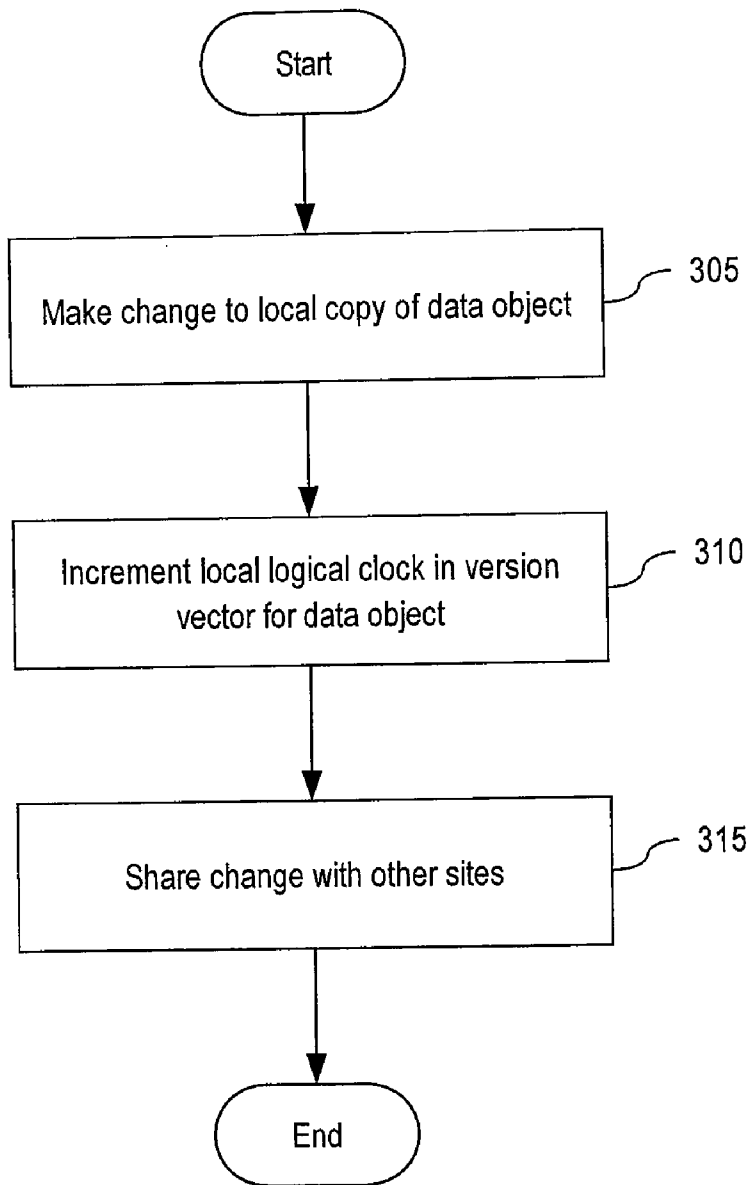 Start
Make change to local copy of data object
305
Increment local logical clock in version
vector for data object
310
Share change with other sites
315
End